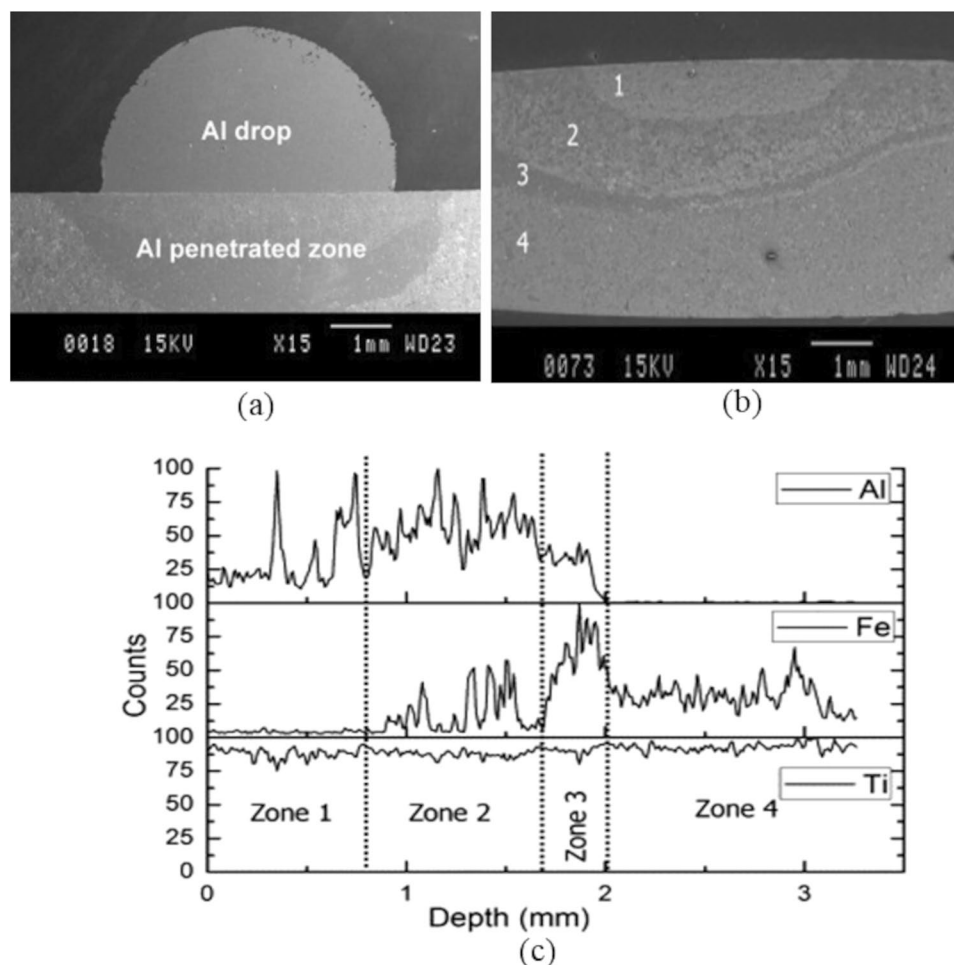 Al drop
Al penetrated zone
0018 15KV X15 1mm WD23
(a)
1
2
3
4
0073 15KV X15 1mm WD24
(b)
100
75
50
25
Al
100
75
50
25
Fe
100
75
50
25
0
Ti
Counts
Zone 1
Zone 2
Zone 3
Zone 4
0 1 2 3
Depth (mm)
(c)